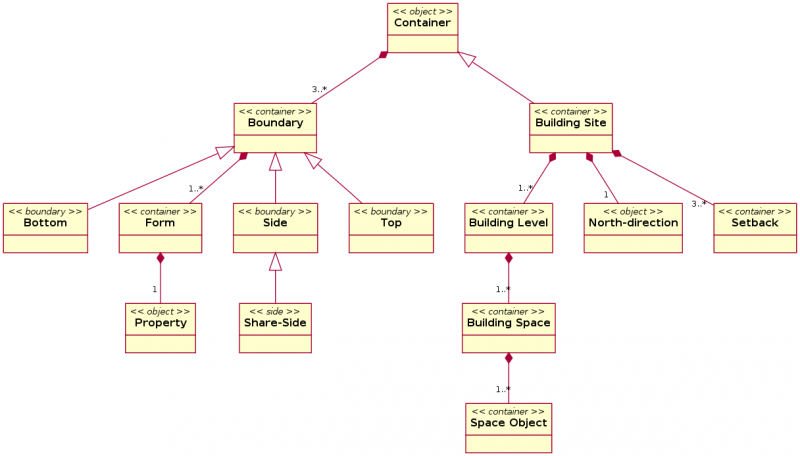 << object >>
Container
3..*
<< container >>
Boundary
<< container >>
Building Site
1..*
1..*
1
3..*
<< boundary >>
Bottom
<< container >>
Form
<< boundary >>
Side
<< boundary >>
Top
<< container >>
Building Level
<< object >>
North-direction
<< container >>
Setback
1
1..*
<< object >>
Property
<< side >>
Share-Side
<< container >>
Building Space
1..*
<< container >>
Space Object